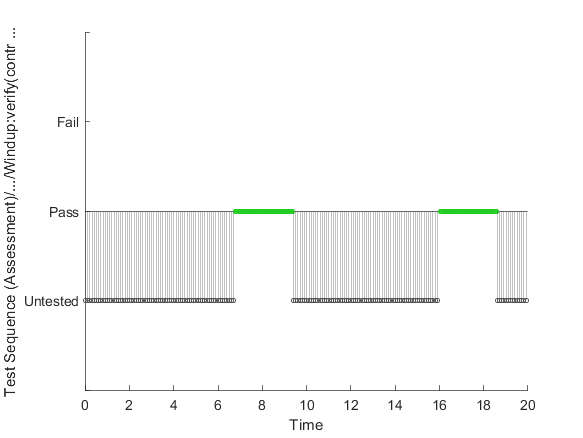 Test Sequence (Assessment)/.../Windup:verify(contr ...
Fail
Pass
Untested
0 2 4 6 8 10 12 14 16 18 20
Time